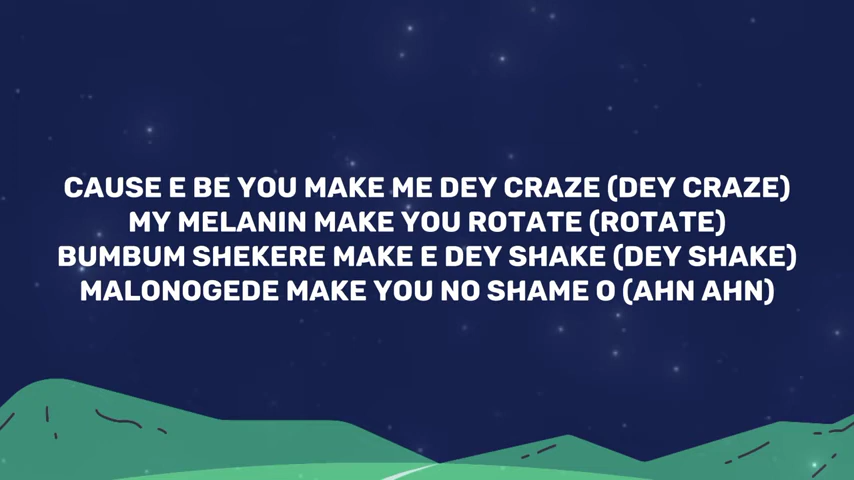 CAUSE E BE YOU MAKE ME DEY CRAZE (DEY CRAZE)
MY MELANIN MAKE YOU ROTATE (ROTATE)
BUMBUM SHEKERE MAKE E DEY SHAKE (DEY SHAKE)
MALONOGEDE MAKE YOU NO SHAME O (AHN AHN)